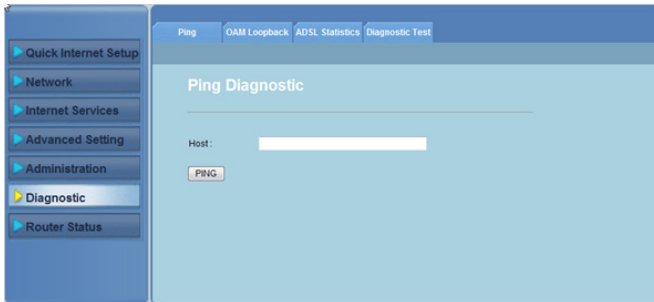 Ping OAM Loopback ADSL Statistics Diagnostic Test
Quick Internet Setup
Network
Internet Services
Advanced Setting
Administration
Diagnostic
Router Status
Ping Diagnostic
Host :
PING